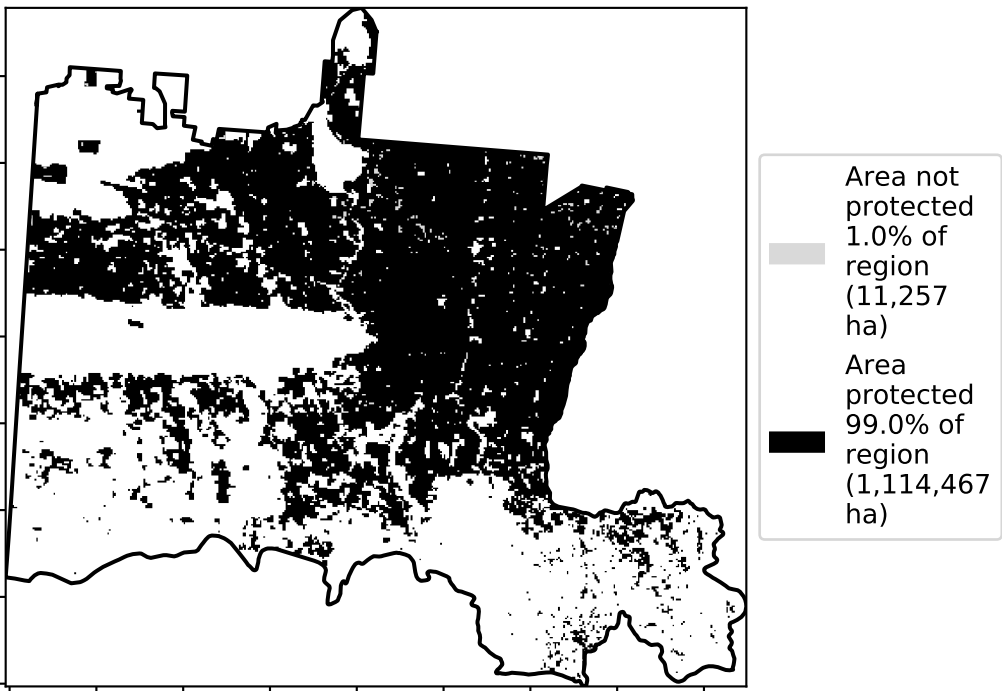 Area not
protected
1.0% of
region
(11,257
ha)
Area
protected
99.0% of
region
(1,114,467
ha)